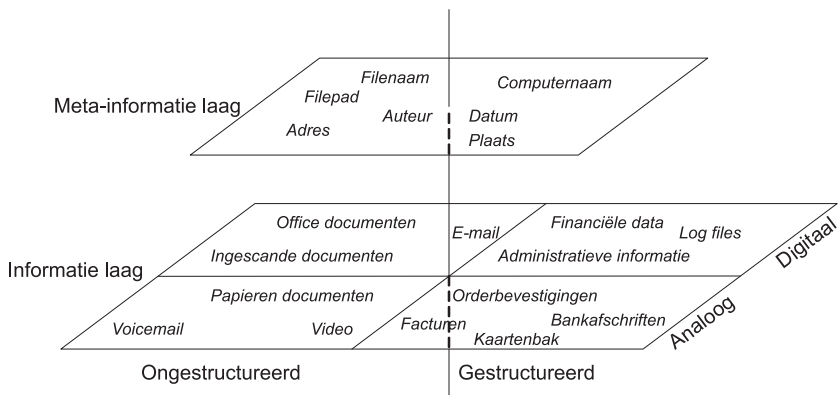 Filenaam
Computernaam
Filepad
Meta-informatie laag
Auteur
Datum
Adres
Plaats
Office documenten
Financiële data
E-mail
Log files
Ingescande documenten
Administratieve informatie
Digitaal
Informatie laag
Papieren documenten
Orderbevestigingen
Voicemail
Video
Facturen
Bankafschriften
Kaartenbak
Analoog
Ongestructureerd
Gestructureerd